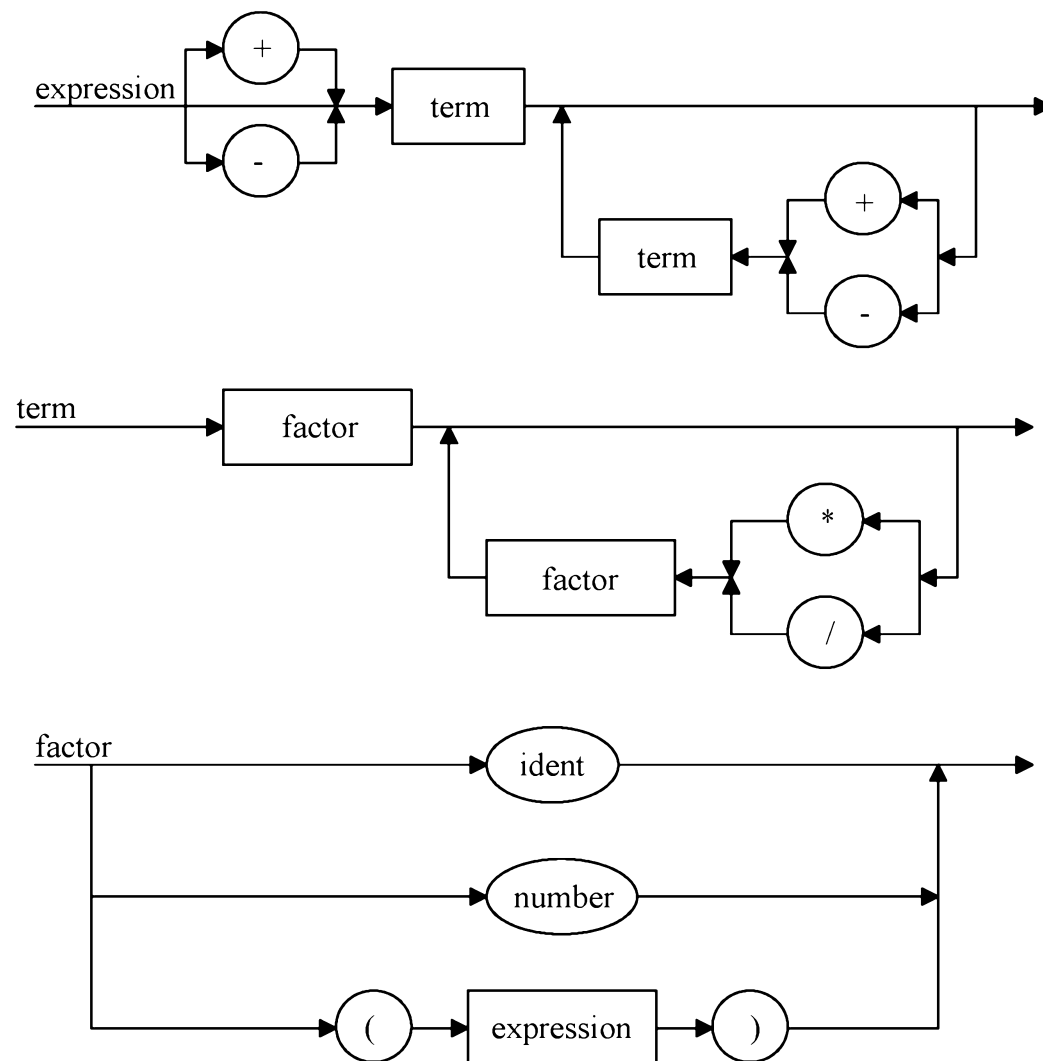 +
expression
term
-
+
term
-
term
factor
*
factor
/
factor
ident
number
( expression )